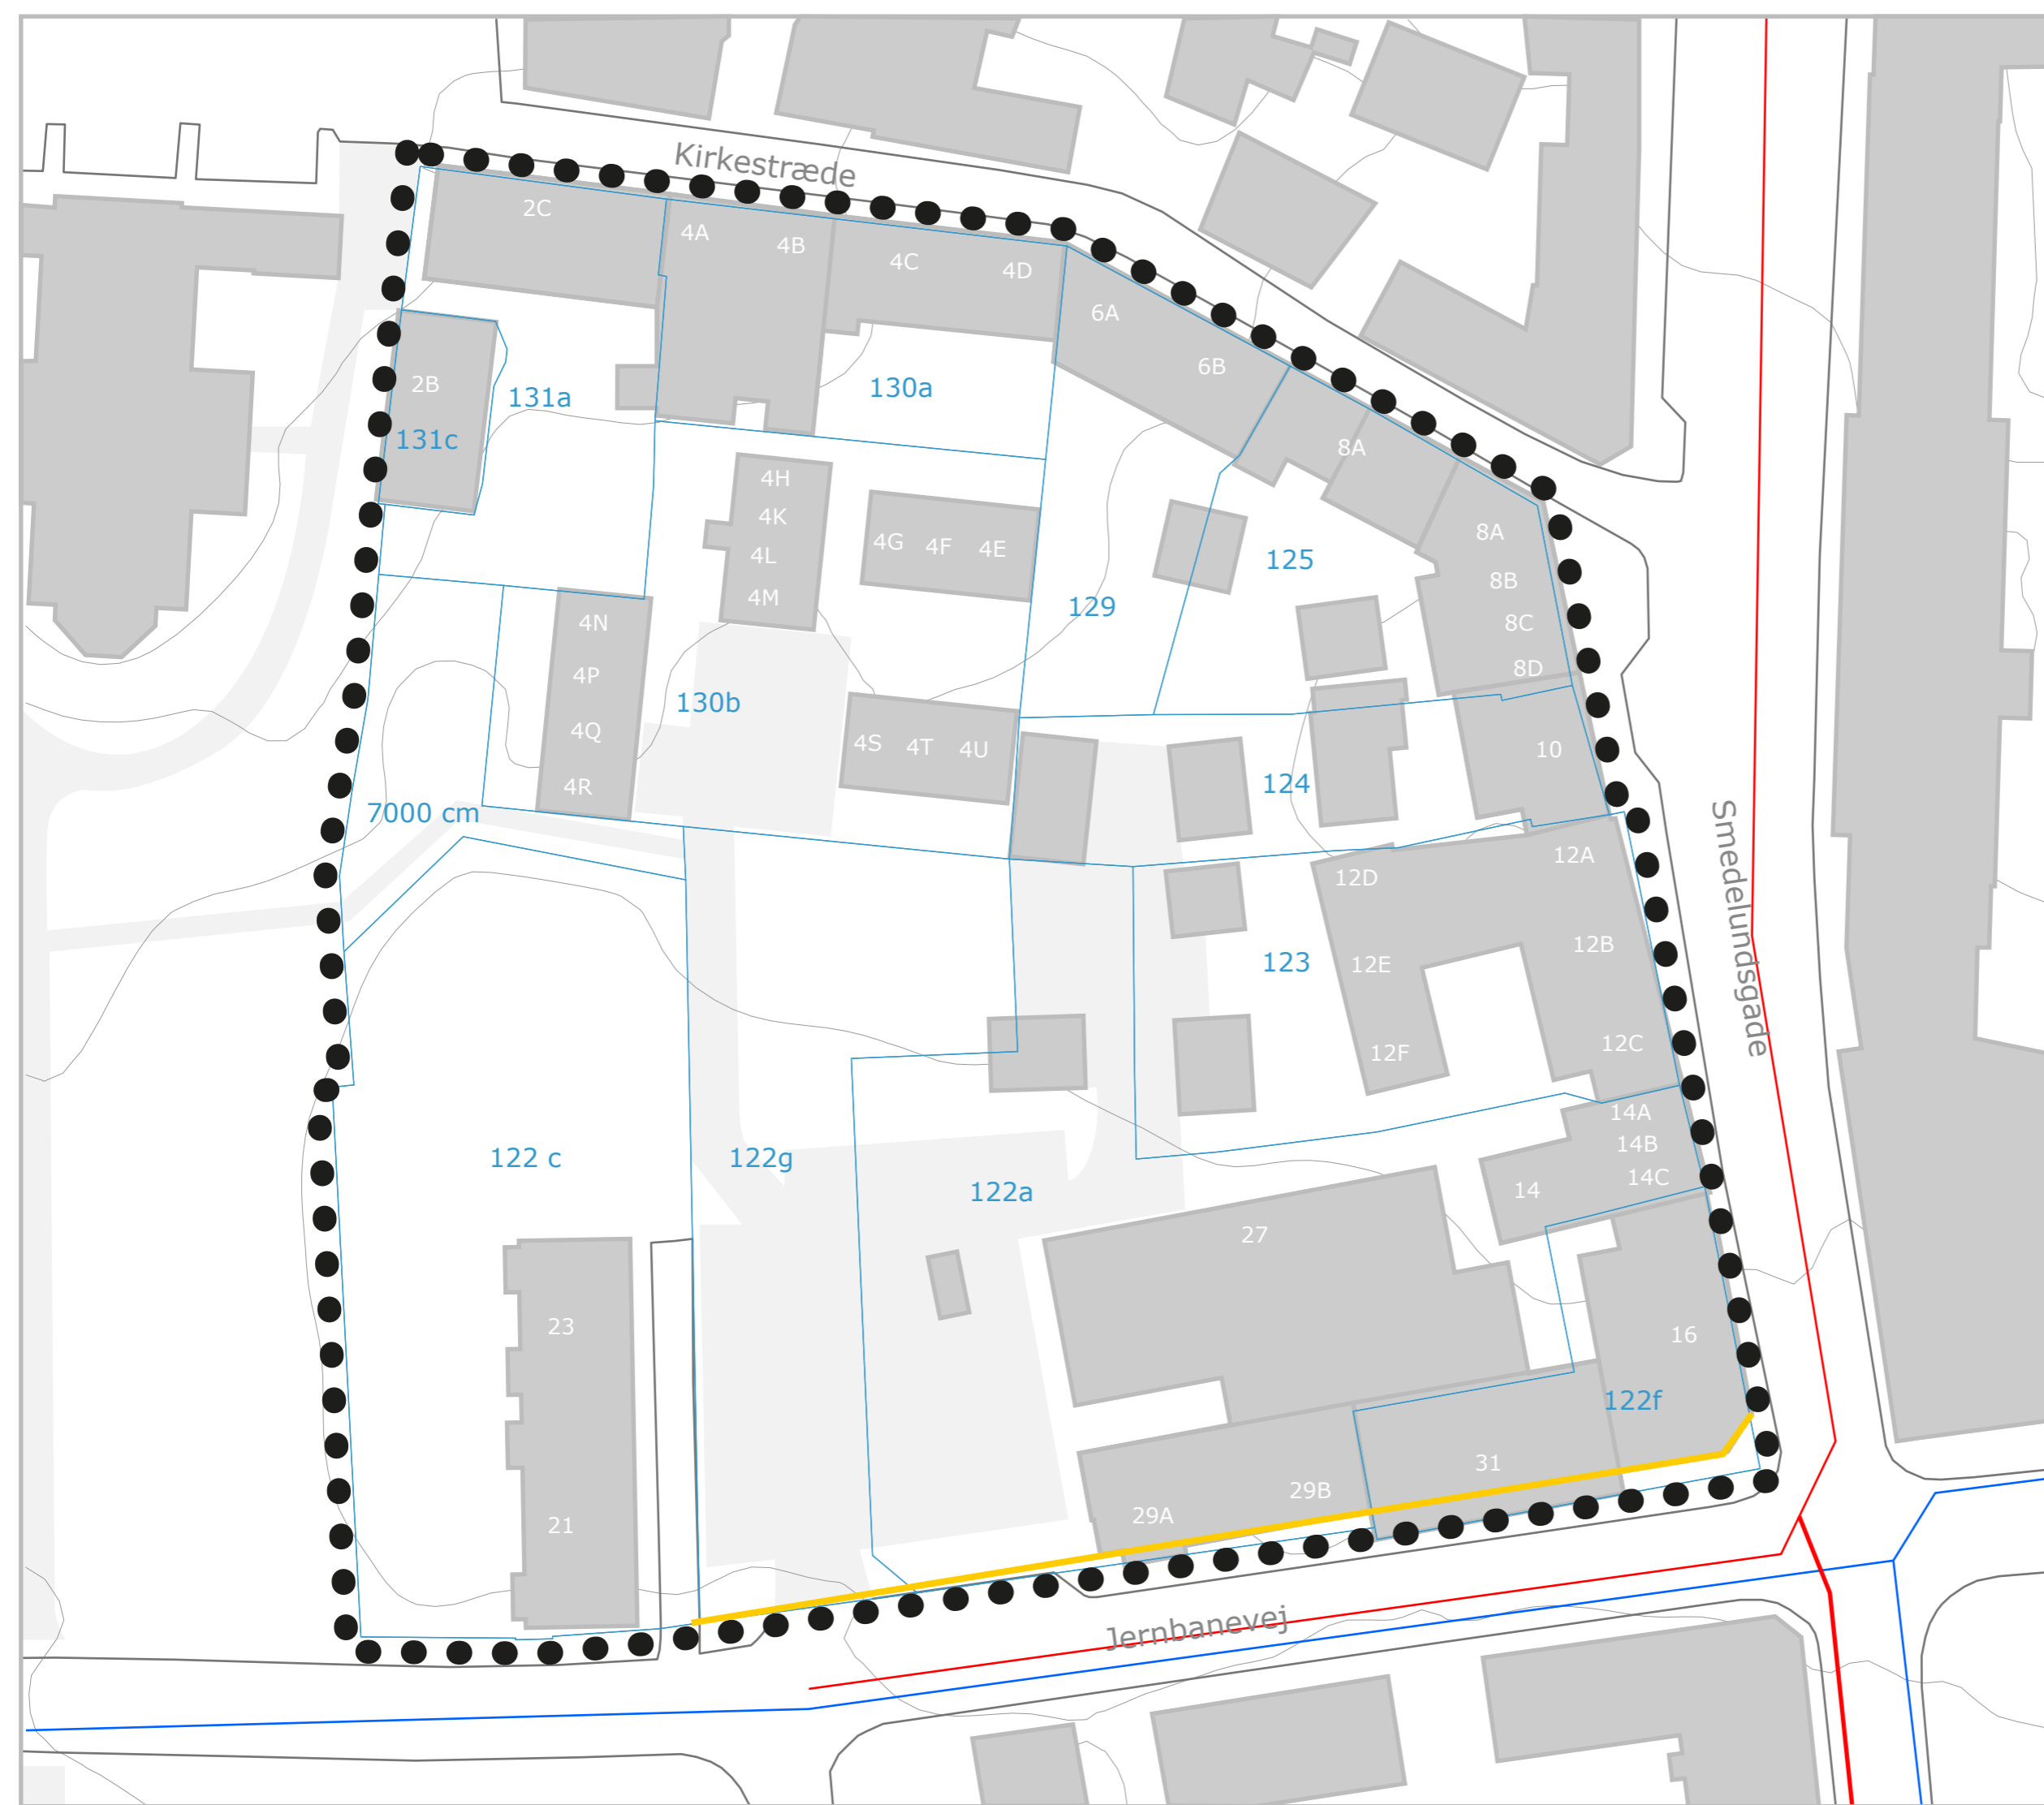 Kirkestræde
2C
4A
4B
4C
4D
6A
6B
2B
131a
130a
131c
8A
4H
4K
4L
4M
4G
4F
4E
125
8A
8B
8C
8D
129
4N
4P
4Q
4R
130b
4S
4T
4U
124
10
7000 cm
Smedelundsgade
12D
12A
12E
12B
123
12F
12C
14A
14B
14C
14
122 c
122g
122a
27
23
16
122f
31
29B
29A
21
Jernbanevej